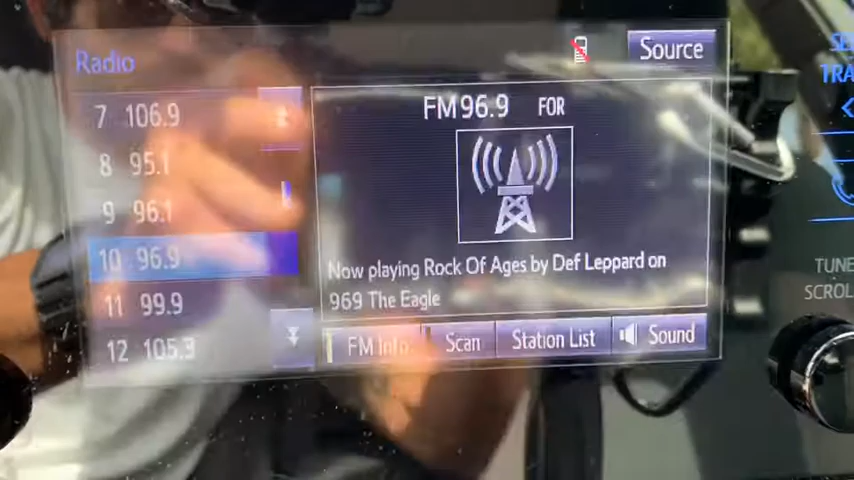 Radio
Source
7 106.9
8 95.1
9 96.1
10 96.9
11 99.9
12 105.3
FM 96.9 FOR
Now playing Rock Of Ages by Def Leppard on
969 The Eagle
FM Info
Scan
Station List
Sound
TUNE
SCROLL